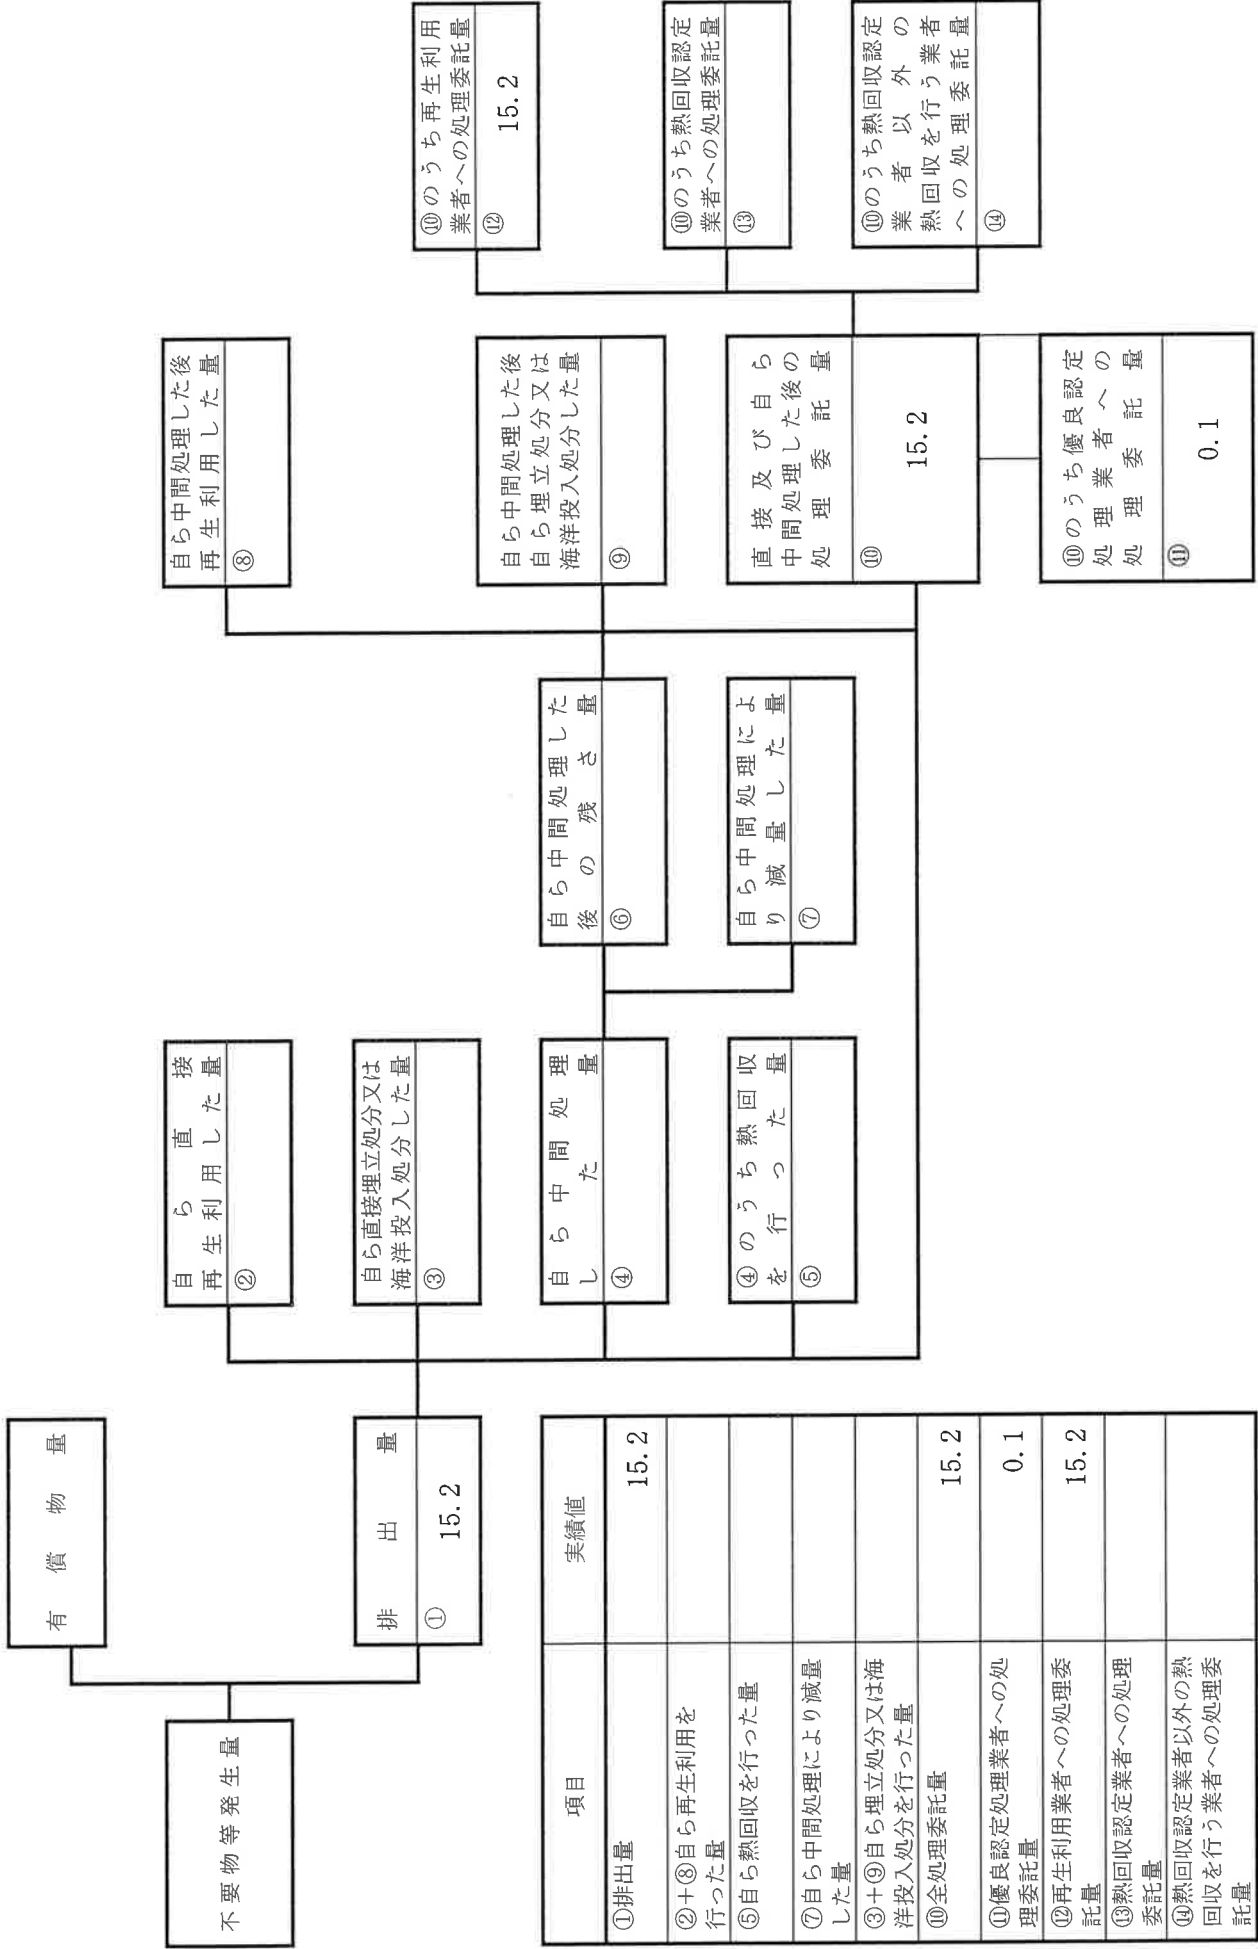 不要物等発生量
有償物量
排出量
①
15.2
自ら直接
再生利用した量
②
自ら直接埋立処分又は
海洋投入処分した量
③
自ら中間処理
した量
④
④のうち熱回収
を行った量
⑤
自ら中間処理した
後の残さ量
⑥
自ら中間処理によ
り減量した量
⑦
自ら中間処理した後
再生利用した量
⑧
自ら中間処理した後
自ら埋立処分又は
海洋投入処分した量
⑨
直接及び自ら
中間処理した後の
処理委託量
⑩
15.2
⑩のうち優良認定
処理業者への
処理委託量
⑪
0.1
⑩のうち再生利用
業者への処理委託量
⑫
15.2
⑩のうち熱回収認定
業者への処理委託量
⑬
⑩のうち熱回収認定
業者以外の
熱回収を行う業者
への処理委託量
⑭
項目 実績値
①排出量 15.2
②+⑧自ら再生利用を
行った量
⑤自ら熱回収を行った量
⑦自ら中間処理により減量
した量
③+⑨自ら埋立処分又は海
洋投入処分を行った量
⑩全処理委託量 15.2
⑪優良認定処理業者への処
理委託量 0.1
⑫再生利用業者への処理委
託量 15.2
⑬熱回収認定業者への処理
委託量
⑭熱回収認定業者以外の熱
回収を行う業者への処理委
託量